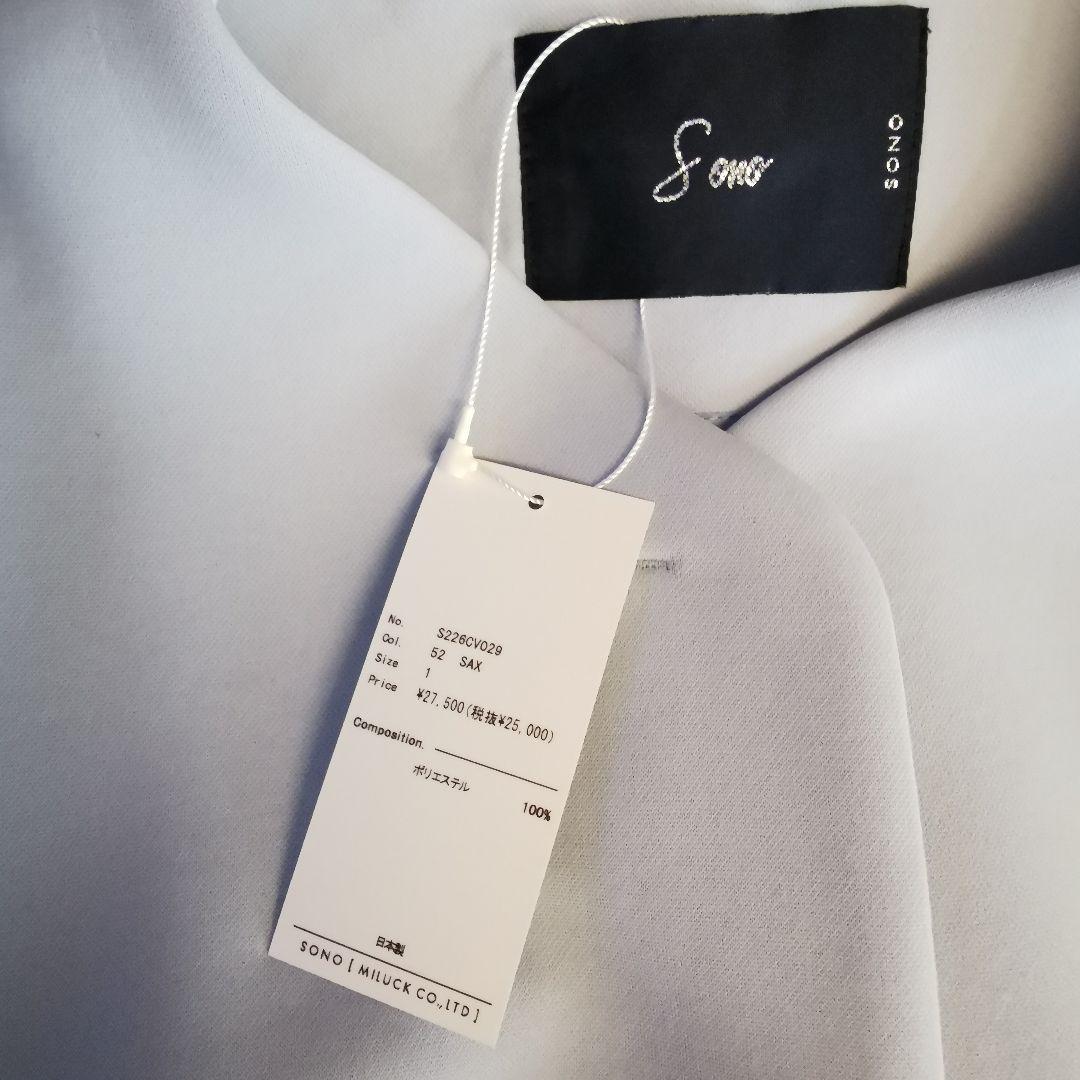 Sono
SONO
No. S226CV029
Col. 52 SAX
Size 1
Price ¥27,500(税抜¥25,000)
Composition.
ポリエステル
100%
日本製
SONO [ MILUCK CO.,LTD ]